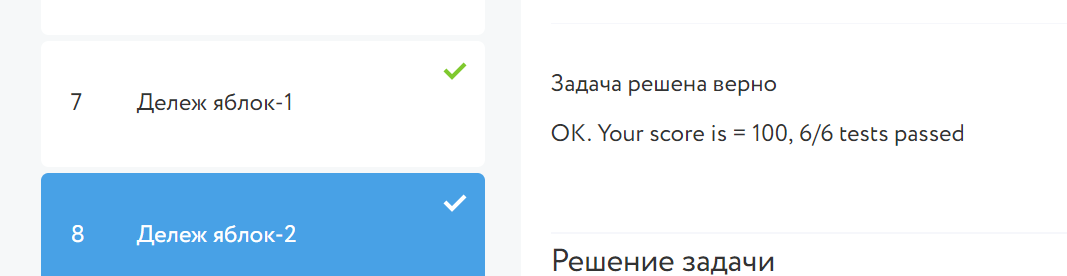 7 Дележ яблок-1
8 Дележ яблок-2
Задача решена верно
OK. Your score is = 100, 6/6 tests passed
Решение задачи